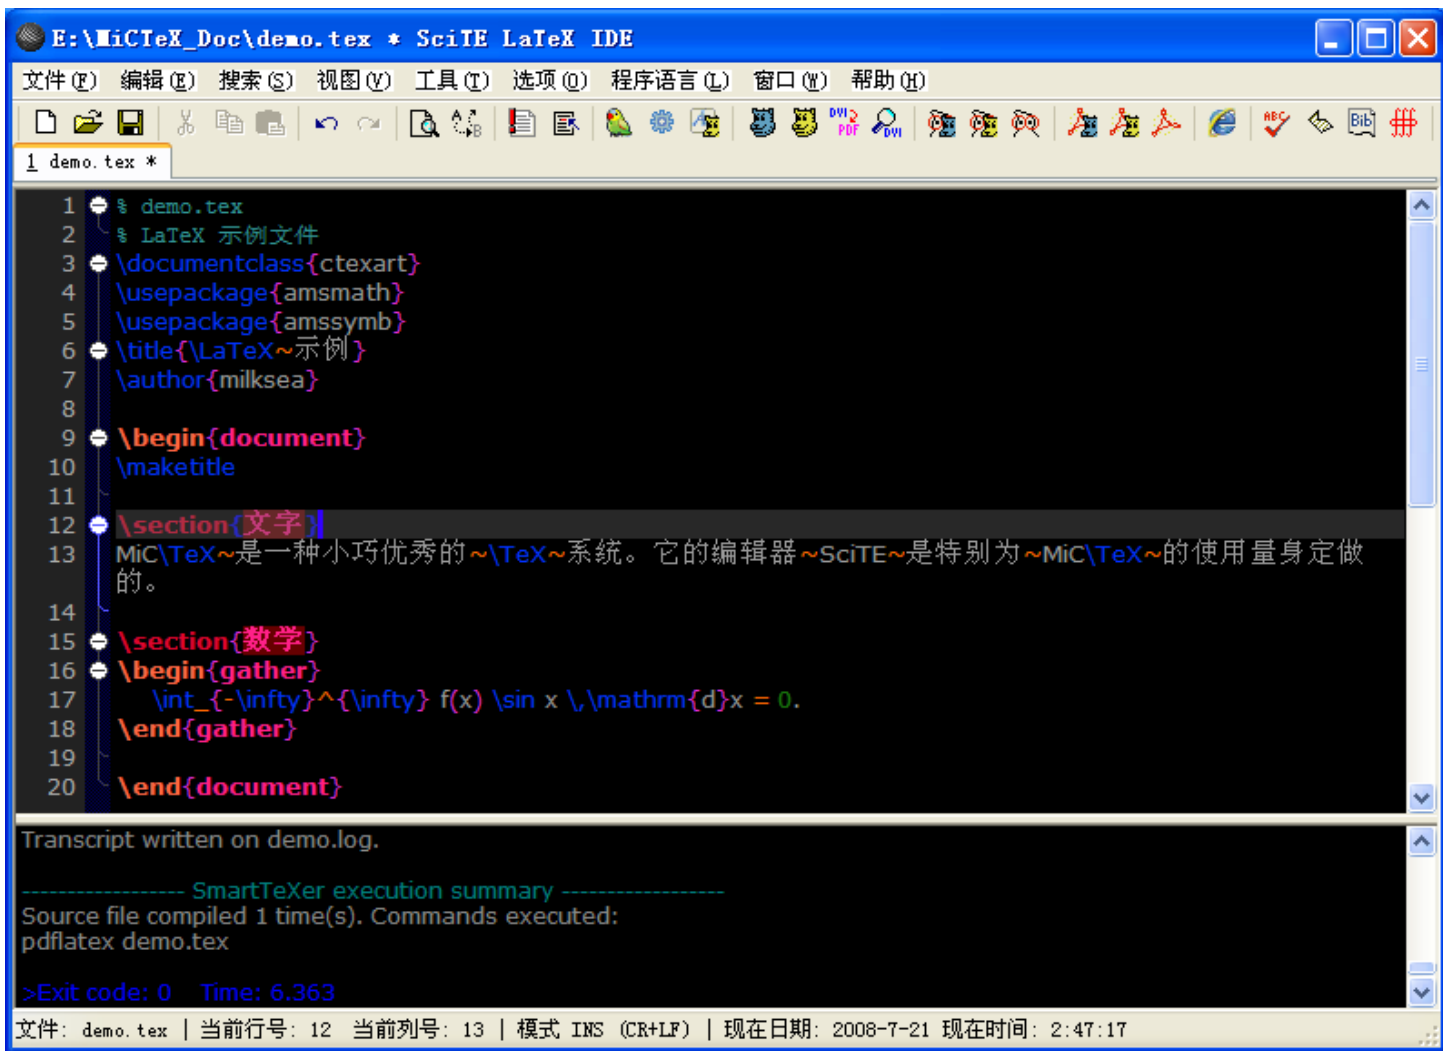 E:\MiCTeX_Doc\demo.tex * SciTE LaTeX IDE
文件(F) 编辑(E) 搜索(S) 视图(V) 工具(T) 选项(O) 程序语言(L) 窗口(W) 帮助(H)
DVI PDF DVI ABC Bib
1 demo.tex *
1 % demo.tex
2 % LaTeX 示例文件
3 \documentclass{ctexart}
4 \usepackage{amsmath}
5 \usepackage{amssymb}
6 \title{\LaTeX~示例}
7 \author{milksea}
8
9 \begin{document}
10 \maketitle
11
12 \section{文字}
13 MiC\TeX~是一种小巧优秀的~\TeX~系统。它的编辑器~SciTE~是特别为~MiC\TeX~的使用量身定做
的。
14
15 \section{数学}
16 \begin{gather}
17 \int_{-\infty}^{\infty} f(x) \sin x \,\mathrm{d}x = 0.
18 \end{gather}
19
20 \end{document}
Transcript written on demo.log.
------------------ SmartTeXer execution summary ------------------
Source file compiled 1 time(s). Commands executed:
pdflatex demo.tex
>Exit code: 0 Time: 6.363
文件: demo.tex | 当前行号: 12 当前列号: 13 | 模式 INS (CR+LF) | 现在日期: 2008-7-21 现在时间: 2:47:17